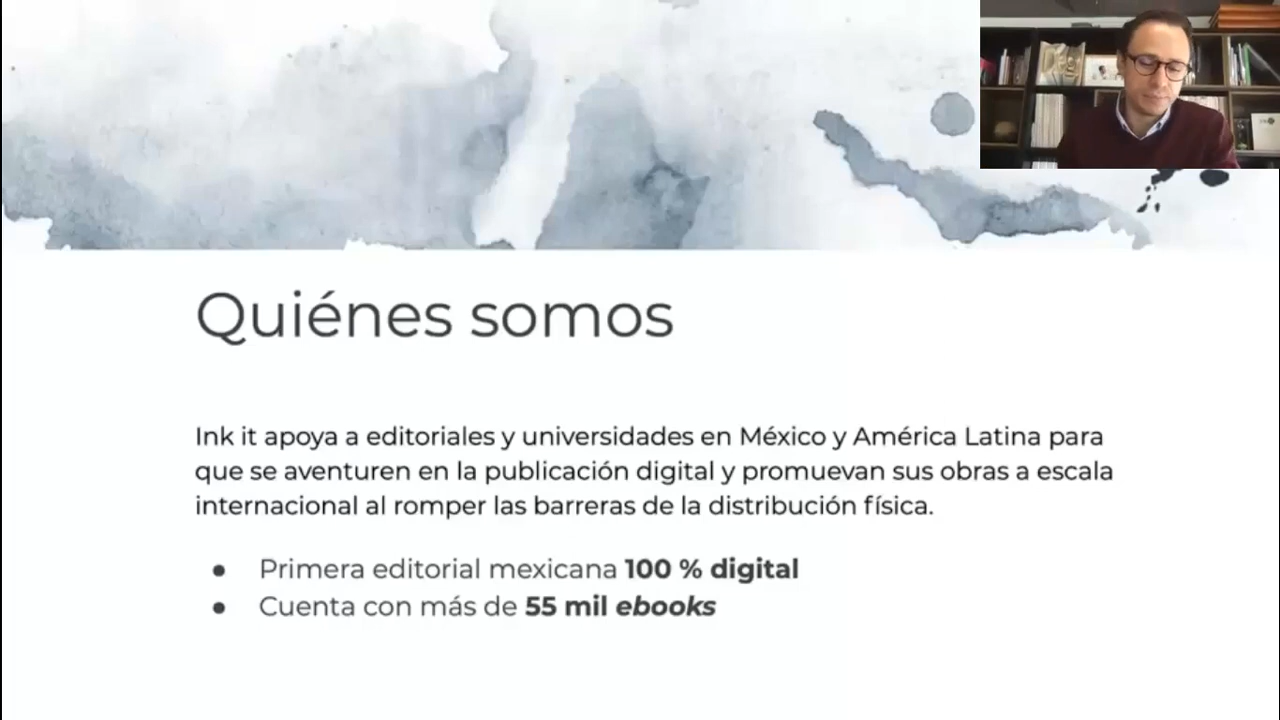 Quiénes somos
Ink it apoya a editoriales y universidades en México y América Latina para
que se aventuren en la publicación digital y promuevan sus obras a escala
internacional al romper las barreras de la distribución física.
● Primera editorial mexicana 100 % digital
● Cuenta con más de 55 mil ebooks